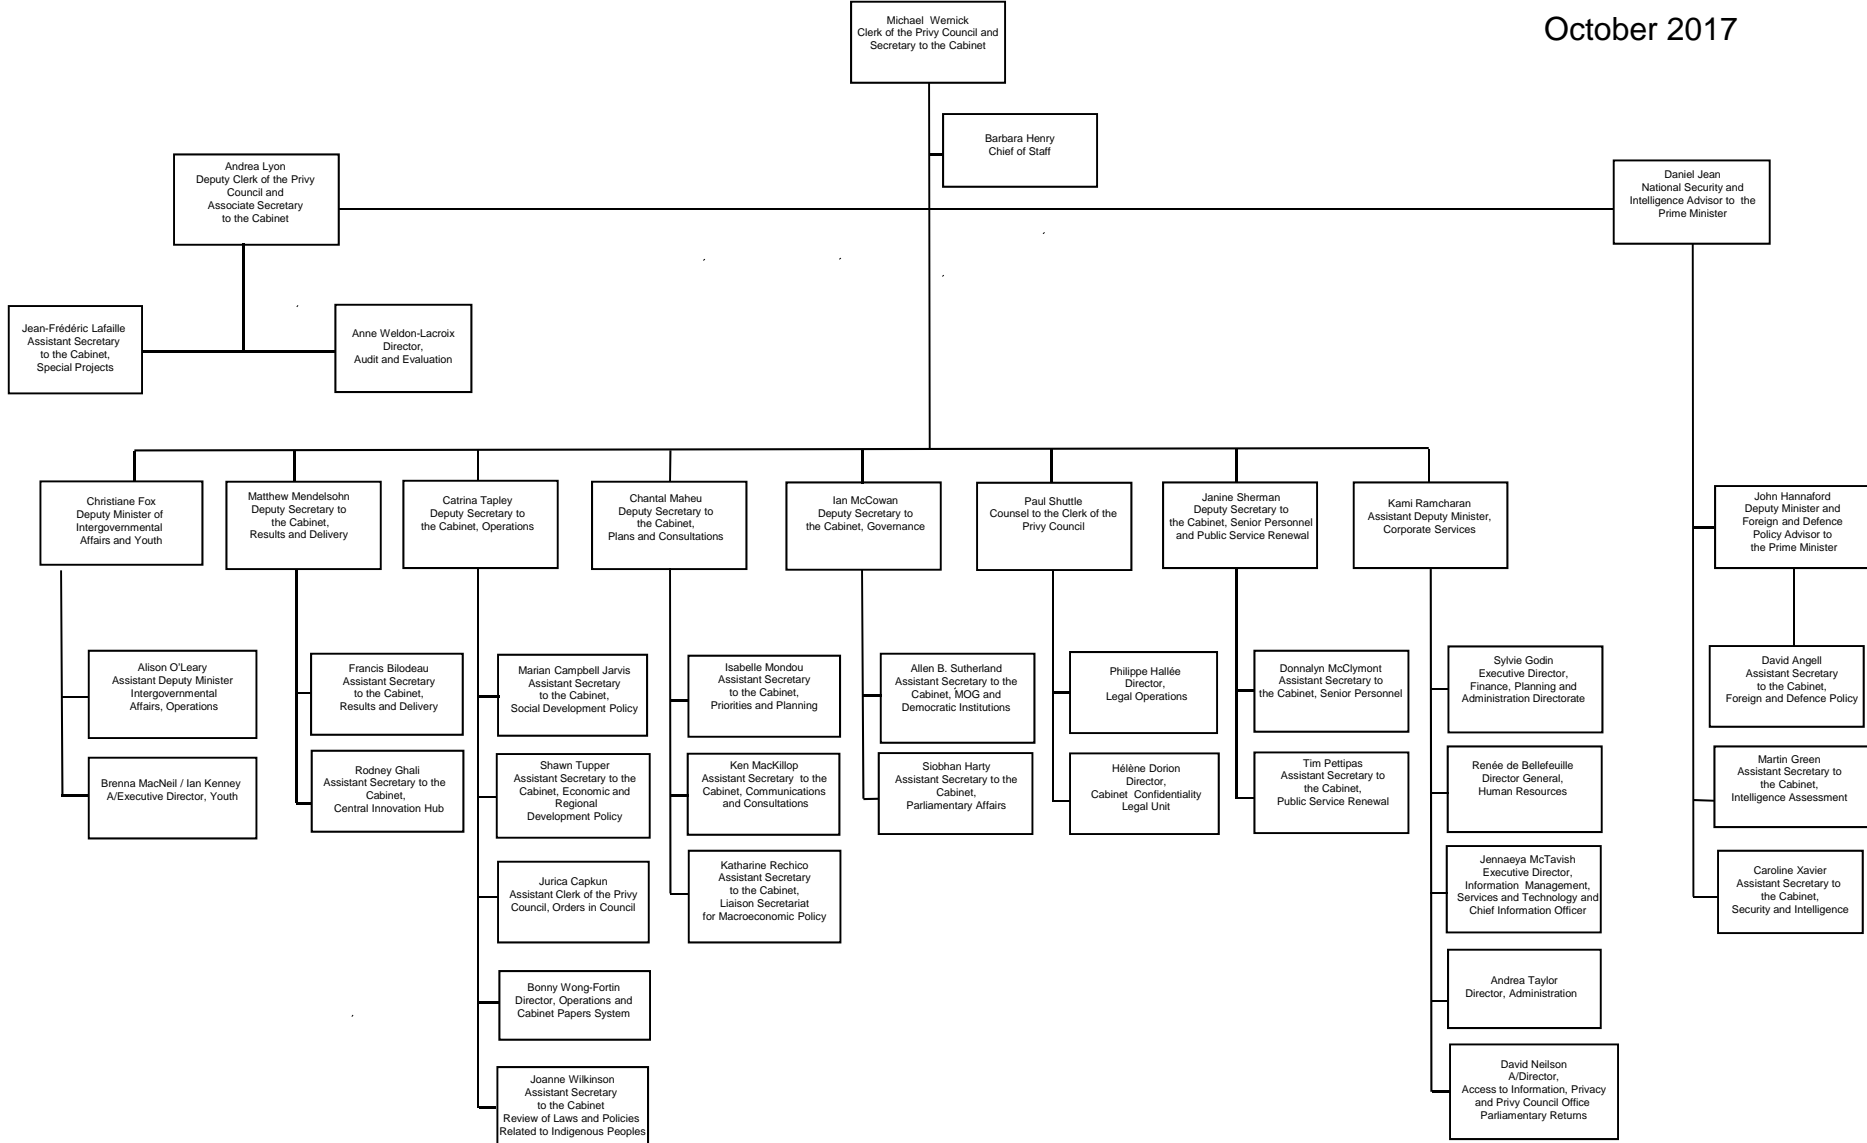 October 2017
Michael Wernick
Clerk of the Privy Council and
Secretary to the Cabinet
Barbara Henry
Chief of Staff
Andrea Lyon
Deputy Clerk of the Privy
Council and
Associate Secretary
to the Cabinet
Daniel Jean
National Security and
Intelligence Advisor to the
Prime Minister
Jean-Frédéric Lafaille
Assistant Secretary
to the Cabinet,
Special Projects
Anne Weldon-Lacroix
Director,
Audit and Evaluation
Christiane Fox
Deputy Minister of
Intergovernmental
Affairs and Youth
Matthew Mendelsohn
Deputy Secretary to
the Cabinet,
Results and Delivery
Catrina Tapley
Deputy Secretary to
the Cabinet, Operations
Chantal Maheu
Deputy Secretary to
the Cabinet,
Plans and Consultations
Ian McCowan
Deputy Secretary to
the Cabinet, Governance
Paul Shuttle
Counsel to the Clerk of the
Privy Council
Janine Sherman
Deputy Secretary to
the Cabinet, Senior Personnel
and Public Service Renewal
Kami Ramcharan
Assistant Deputy Minister,
Corporate Services
John Hannaford
Deputy Minister and
Foreign and Defence
Policy Advisor to
the Prime Minister
Alison O'Leary
Assistant Deputy Minister
Intergovernmental
Affairs, Operations
Brenna MacNeil / Ian Kenney
A/Executive Director, Youth
Francis Bilodeau
Assistant Secretary
to the Cabinet,
Results and Delivery
Rodney Ghali
Assistant Secretary to the
Cabinet,
Central Innovation Hub
Marian Campbell Jarvis
Assistant Secretary
to the Cabinet,
Social Development Policy
Shawn Tupper
Assistant Secretary to the
Cabinet, Economic and
Regional
Development Policy
Jurica Capkun
Assistant Clerk of the Privy
Council, Orders in Council
Bonny Wong-Fortin
Director, Operations and
Cabinet Papers System
Joanne Wilkinson
Assistant Secretary
to the Cabinet
Review of Laws and Policies
Related to Indigenous Peoples
Isabelle Mondou
Assistant Secretary
to the Cabinet,
Priorities and Planning
Ken MacKillop
Assistant Secretary to the
Cabinet, Communications
and Consultations
Katharine Rechico
Assistant Secretary
to the Cabinet,
Liaison Secretariat
for Macroeconomic Policy
Allen B. Sutherland
Assistant Secretary to the
Cabinet, MOG and
Democratic Institutions
Siobhan Harty
Assistant Secretary to the
Cabinet,
Parliamentary Affairs
Philippe Hallée
Director,
Legal Operations
Hélène Dorion
Director,
Cabinet Confidentiality
Legal Unit
Donnalyn McClymont
Assistant Secretary to
the Cabinet, Senior Personnel
Tim Pettipas
Assistant Secretary to
the Cabinet,
Public Service Renewal
Sylvie Godin
Executive Director,
Finance, Planning and
Administration Directorate
Renée de Bellefeuille
Director General,
Human Resources
Jennaeya McTavish
Executive Director,
Information Management,
Services and Technology and
Chief Information Officer
Andrea Taylor
Director, Administration
David Neilson
A/Director,
Access to Information, Privacy
and Privy Council Office
Parliamentary Returns
David Angell
Assistant Secretary
to the Cabinet,
Foreign and Defence Policy
Martin Green
Assistant Secretary to
the Cabinet,
Intelligence Assessment
Caroline Xavier
Assistant Secretary to
the Cabinet,
Security and Intelligence